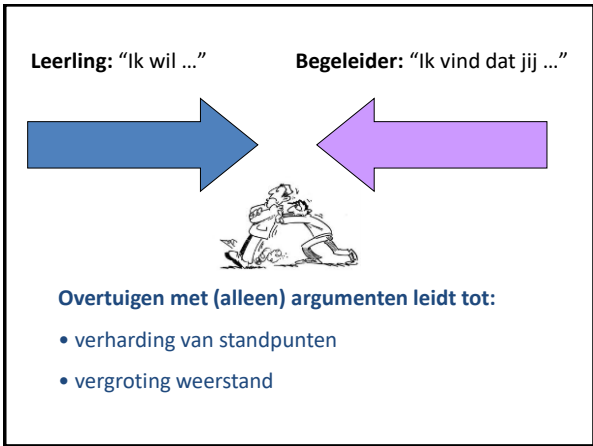 Leerling: “Ik wil …”
Begeleider: “Ik vind dat jij …”
Overtuigen met (alleen) argumenten leidt tot:
• verharding van standpunten
• vergroting weerstand